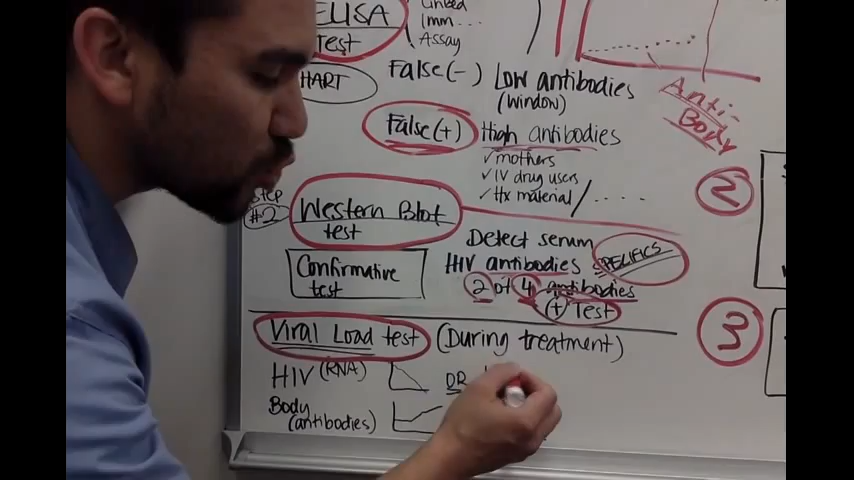 ELISA
Test
Linked
Imm....
Assay
HART
False(-) Low antibodies
(window)
False(+) High antibodies
✓mothers
✓IV drug users
✓Hx material/....
Anti-
Body
Step
#2
Western Blot
test
Confirmative
test
Detect serum
HIV antibodies SPECIFICS
2 of 4 antibodies
(+) Test
Viral Load test (During treatment)
HIV (RNA)
OR
Body
(antibodies)
2
3